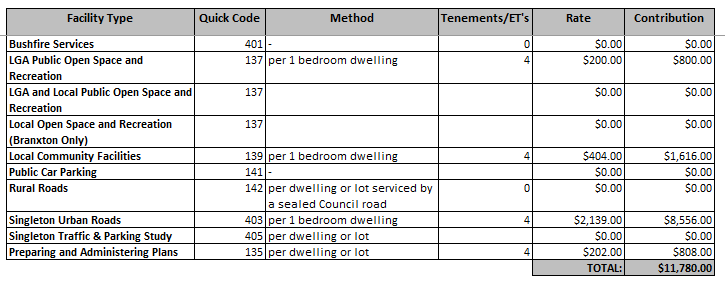 Facility Type Quick Code Method Tenements/ET's Rate Contribution
Bushfire Services 401 - 0 $0.00 $0.00
LGA Public Open Space and 137 per 1 bedroom dwelling 4 $200.00 $800.00
Recreation
LGA and Local Public Open Space and 137 $0.00 $0.00
Recreation
Local Open Space and Recreation 137 $0.00 $0.00
(Branxton Only)
Local Community Facilities 139 per 1 bedroom dwelling 4 $404.00 $1,616.00
Public Car Parking 141 - $0.00 $0.00
Rural Roads 142 per dwelling or lot serviced by 0 $0.00 $0.00
a sealed Council road
Singleton Urban Roads 403 per 1 bedroom dwelling 4 $2,139.00 $8,556.00
Singleton Traffic & Parking Study 405 per dwelling or lot $0.00 $0.00
Preparing and Administering Plans 135 per dwelling or lot 4 $202.00 $808.00
TOTAL: $11,780.00